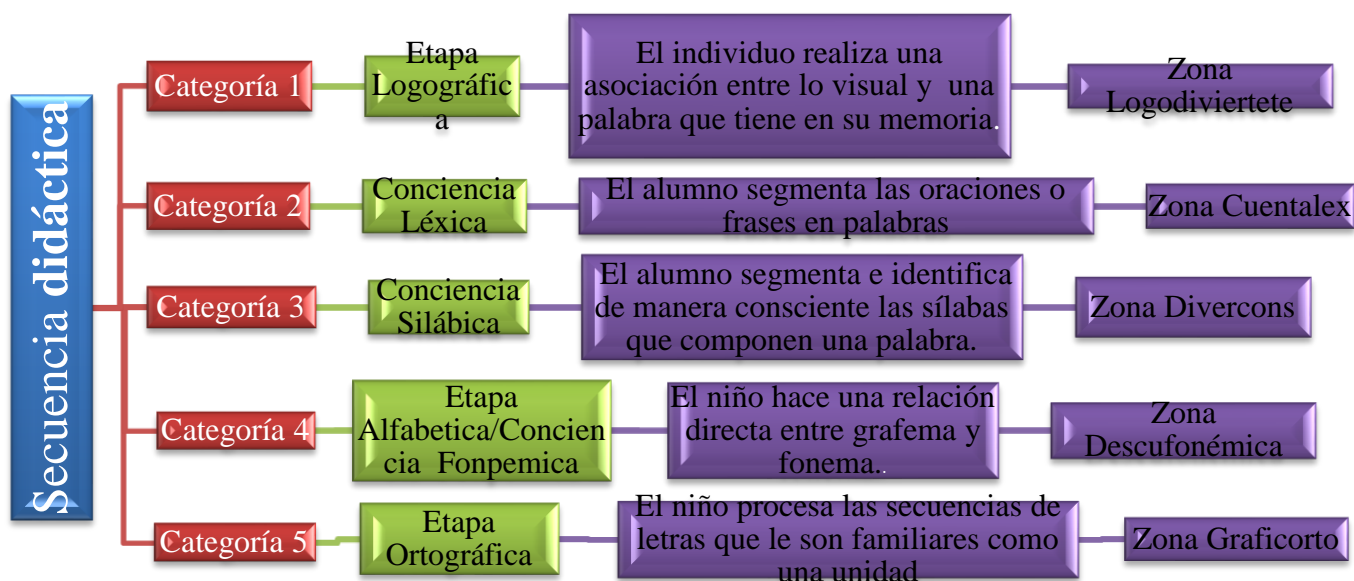 Secuencia didáctica
Categoría 1
Etapa
Logográfic
a
El individuo realiza una
asociación entre lo visual y una
palabra que tiene en su memoria.
Zona
Logodiviertete
Categoría 2
Conciencia
Léxica
El alumno segmenta las oraciones o
frases en palabras
Zona Cuentalex
Categoría 3
Conciencia
Silábica
El alumno segmenta e identifica
de manera consciente las sílabas
que componen una palabra.
Zona Divercons
Categoría 4
Etapa
Alfabetica/Concien
cia Fonpemica
El niño hace una relación
directa entre grafema y
fonema..
Zona
Descufonémica
Categoría 5
Etapa
Ortográfica
El niño procesa las secuencias de
letras que le son familiares como
una unidad
Zona Graficorto